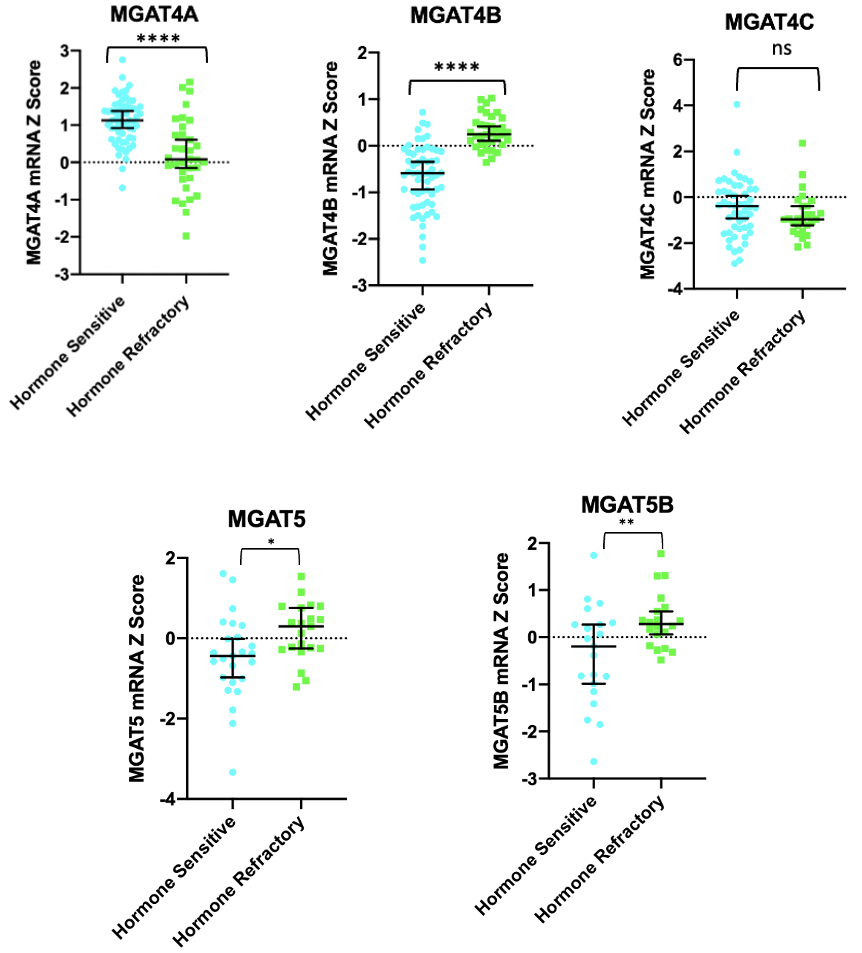 MGAT4A
****
MGAT4A mRNA Z Score
3
2
1
0
-1
-2
-3
Hormone Sensitive
Hormone Refractory
MGAT4B
****
MGAT4B mRNA Z Score
2
1
0
-1
-2
-3
Hormone Sensitive
Hormone Refractory
MGAT4C
ns
MGAT4C mRNA Z Score
6
4
2
0
-2
-4
Hormone Sensitive
Hormone Refractory
MGAT5
*
MGAT5 mRNA Z Score
2
0
-2
-4
Hormone Sensitive
Hormone Refractory
MGAT5B
**
MGAT5B mRNA Z Score
2
1
0
-1
-2
-3
Hormone Sensitive
Hormone Refractory